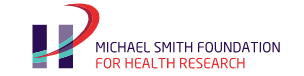 MICHAEL SMITH FOUNDATION
FOR HEALTH RESEARCH